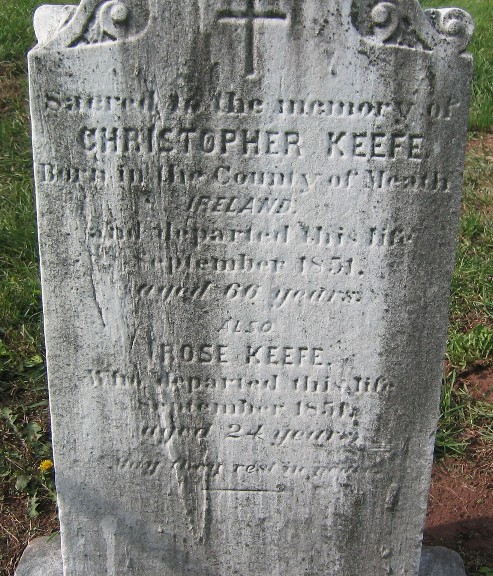 Sacred to the memory of
CHRISTOPHER KEEFE
Born in the County of Meath
IRELAND.
and departed this life
September 1851.
aged 66 years.
ALSO
ROSE KEEFE.
Who departed this life
September 1851.
aged 24 years.
May they rest in peace